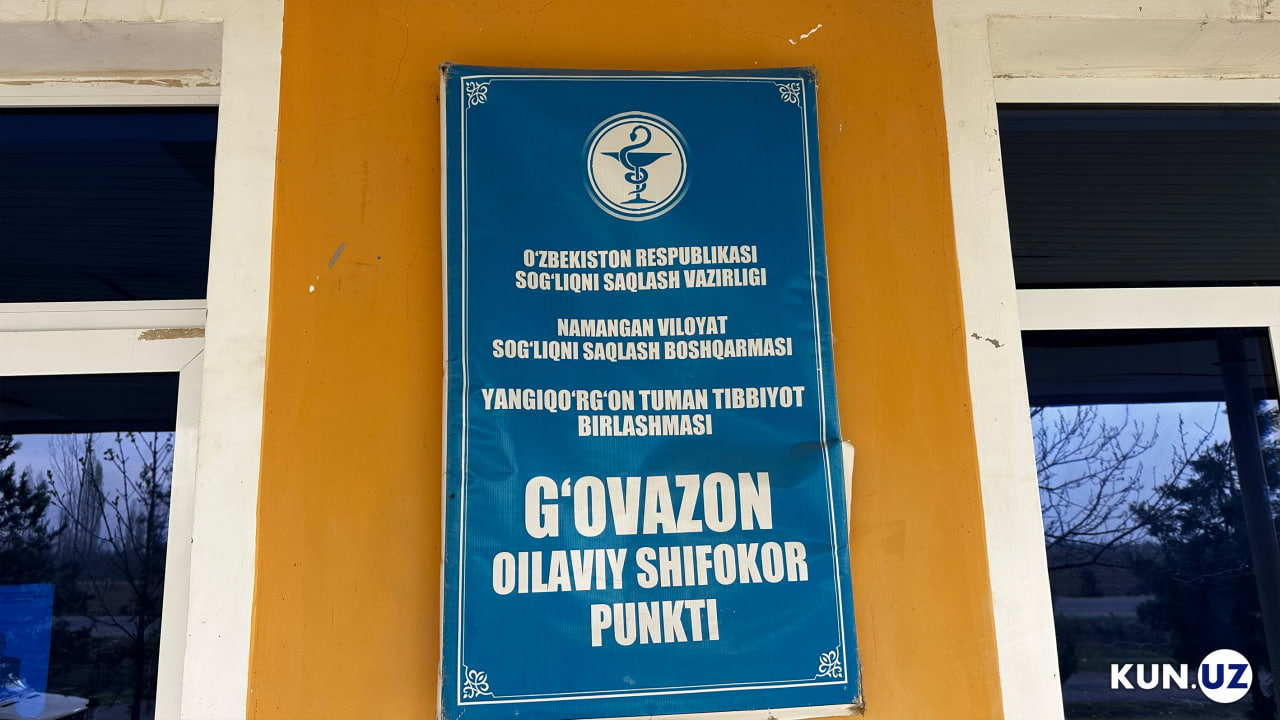 O‘ZBEKISTON RESPUBLIKASI
SOG‘LIQNI SAQLASH VAZIRLIGI
NAMANGAN VILOYAT
SOG‘LIQNI SAQLASH BOSHQARMASI
YANGIQO‘RG‘ON TUMAN TIBBIYOT
BIRLASHMASI
G‘OVAZON
OILAVIY SHIFOKOR
PUNKTI
KUN.UZ